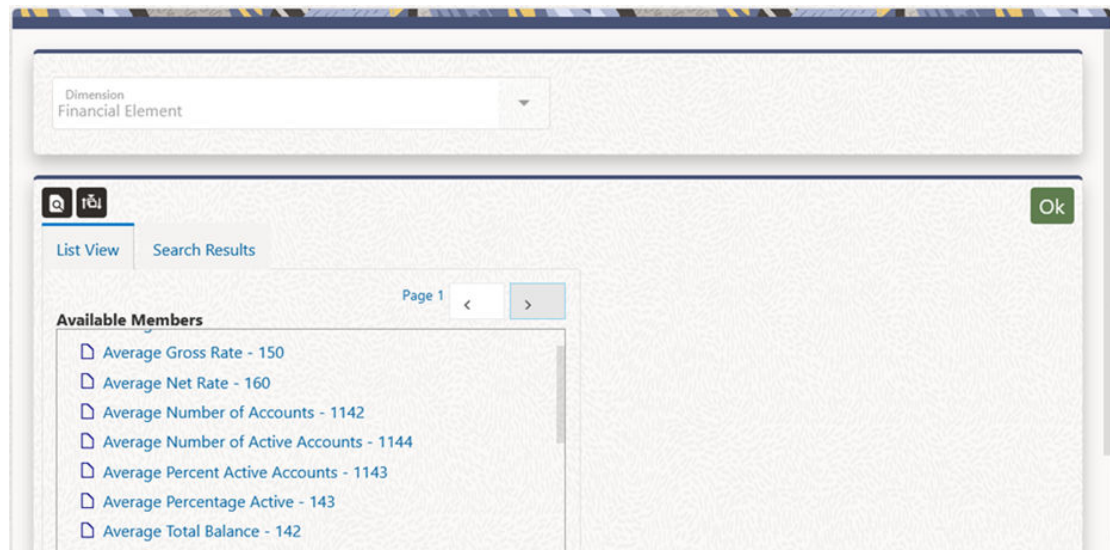 Dimension
Financial Element
Ok
List View
Search Results
Page 1
Available Members
Average Gross Rate - 150
Average Net Rate - 160
Average Number of Accounts - 1142
Average Number of Active Accounts - 1144
Average Percent Active Accounts - 1143
Average Percentage Active - 143
Average Total Balance - 142